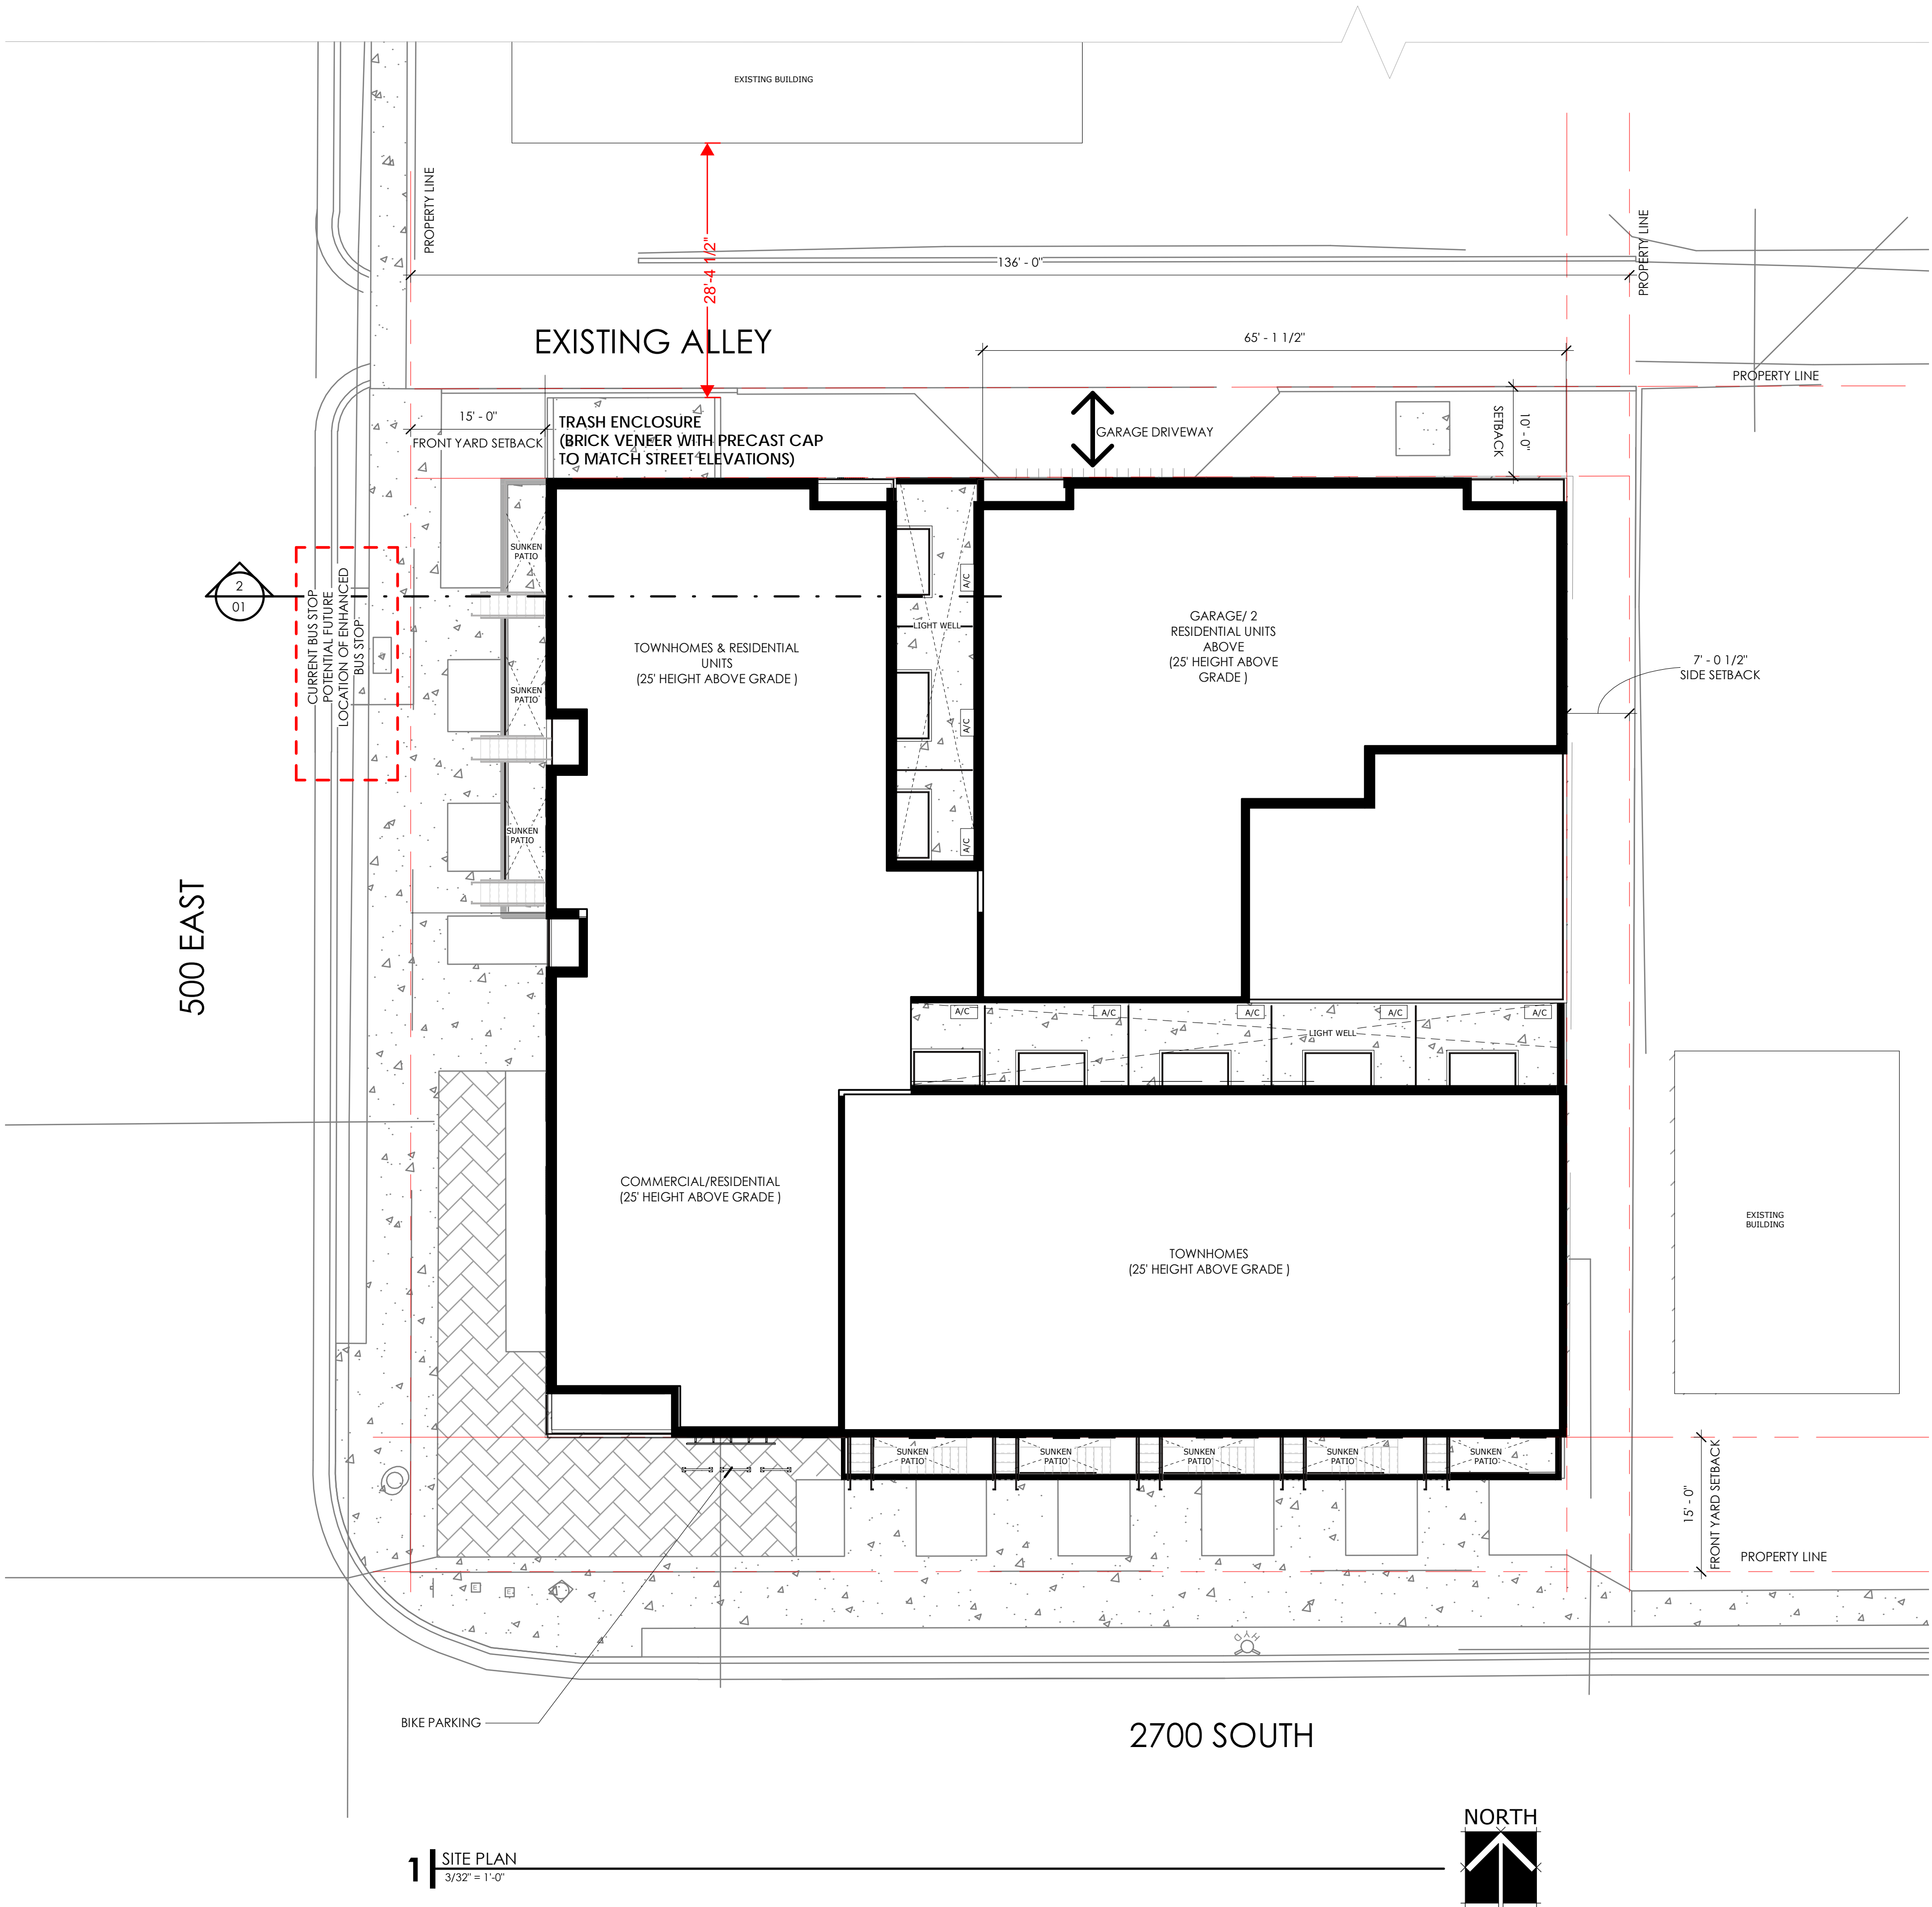 EXISTING BUILDING
PROPERTY LINE
PROPERTY LINE
28'-4 1/2"
136' - 0"
EXISTING ALLEY
65' - 1 1/2"
PROPERTY LINE
15' - 0"
FRONT YARD SETBACK
TRASH ENCLOSURE
(BRICK VENEER WITH PRECAST CAP
TO MATCH STREET ELEVATIONS)
GARAGE DRIVEWAY
10' - 0"
SETBACK
SUNKEN
PATIO
2
01
CURRENT BUS STOP
POTENTIAL FUTURE
LOCATION OF ENHANCED
BUS STOP
TOWNHOMES & RESIDENTIAL
UNITS
(25' HEIGHT ABOVE GRADE )
A/C
LIGHT WELL
A/C
A/C
GARAGE/ 2
RESIDENTIAL UNITS
ABOVE
(25' HEIGHT ABOVE
GRADE )
7' - 0 1/2"
SIDE SETBACK
SUNKEN
PATIO
SUNKEN
PATIO
500 EAST
A/C
A/C
A/C
A/C
A/C
LIGHT WELL
COMMERCIAL/RESIDENTIAL
(25' HEIGHT ABOVE GRADE )
TOWNHOMES
(25' HEIGHT ABOVE GRADE )
EXISTING
BUILDING
SUNKEN
PATIO
SUNKEN
PATIO
SUNKEN
PATIO
SUNKEN
PATIO
SUNKEN
PATIO
15' - 0"
FRONT YARD SETBACK
PROPERTY LINE
E
E
HYD
BIKE PARKING
2700 SOUTH
NORTH
1
SITE PLAN
3/32" = 1'-0"